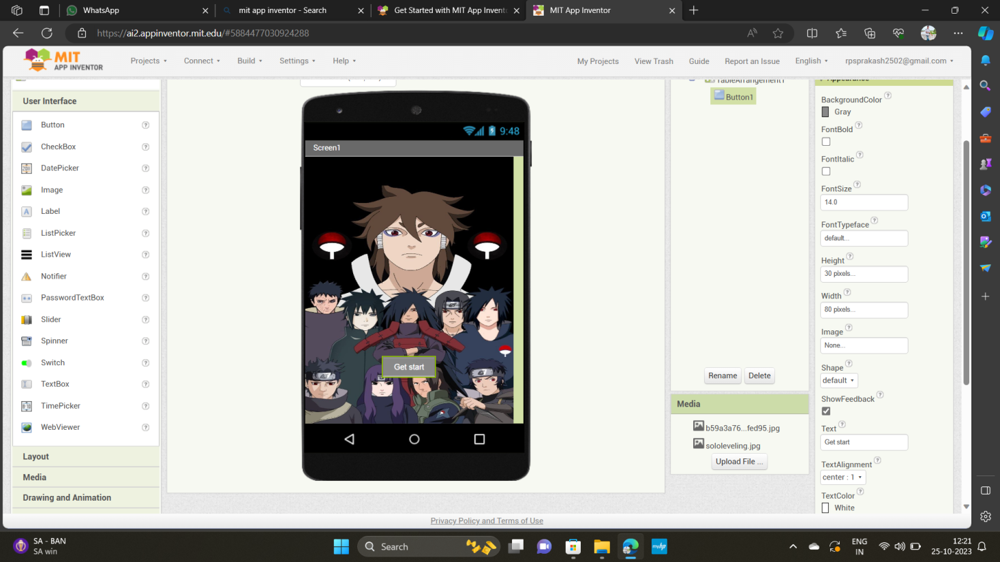 WhatsApp
mit app inventor - Search
Get Started with MIT App Invent
MIT App Inventor
https://ai2.appinventor.mit.edu/#5884477030924288
MIT
APP INVENTOR
Projects
Connect
Build
Settings
Help
My Projects
View Trash
Guide
Report an Issue
English
rpsprakash2502@gmail.com
User Interface
Button
CheckBox
DatePicker
Image
Label
ListPicker
ListView
Notifier
PasswordTextBox
Slider
Spinner
Switch
TextBox
TimePicker
WebViewer
Layout
Media
Drawing and Animation
9:48
Screen1
Get start
TableArrangement1
Button1
Rename
Delete
Media
b59a3a76...fed95.jpg
sololeveling.jpg
Upload File ...
Appearance
BackgroundColor
Gray
FontBold
FontItalic
FontSize
14.0
FontTypeface
default...
Height
30 pixels...
Width
80 pixels...
Image
None...
Shape
default
ShowFeedback
Text
Get start
TextAlignment
center : 1
TextColor
White
Privacy Policy and Terms of Use
SA - BAN
SA win
Search
myhp
ENG
IN
12:21
25-10-2023